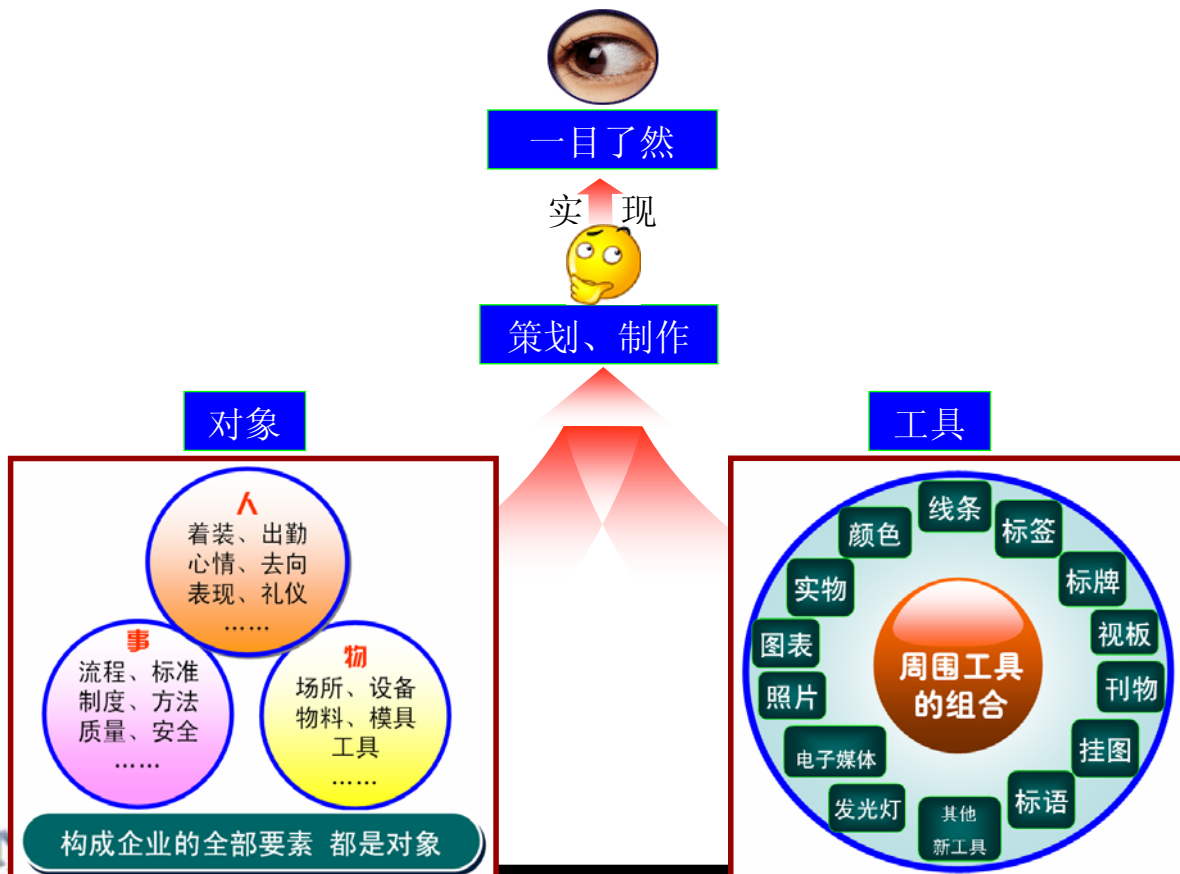 一目了然
实 现
策划、制作
对象
人
着装、出勤
心情、去向
表现、礼仪
……
事
流程、标准
制度、方法
质量、安全
……
物
场所、设备
物料、模具
工具
……
构成企业的全部要素 都是对象
工具
线条
标签
标牌
视板
刊物
挂图
标语
其他
新工具
发光灯
电子媒体
照片
图表
实物
颜色
周围工具
的组合